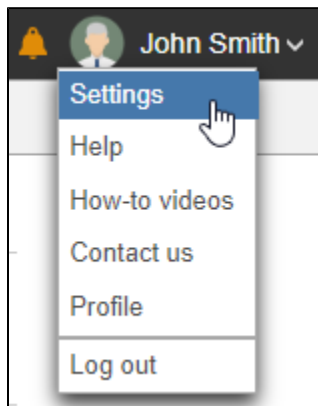 John Smith
Settings
Help
How-to videos
Contact us
Profile
Log out